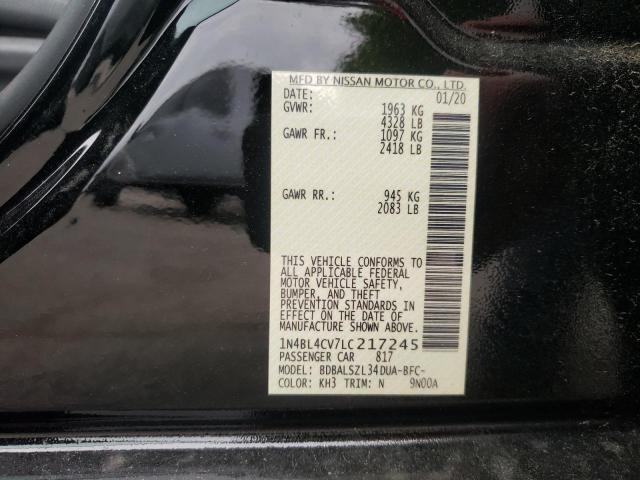 MFD BY NISSAN MOTOR CO., LTD.
DATE: 01/20
GVWR: 1963 KG
4328 LB
GAWR FR.: 1097 KG
2418 LB
GAWR RR.: 945 KG
2083 LB
THIS VEHICLE CONFORMS TO
ALL APPLICABLE FEDERAL
MOTOR VEHICLE SAFETY,
BUMPER, AND THEFT
PREVENTION STANDARDS IN
EFFECT ON THE DATE OF
MANUFACTURE SHOWN ABOVE.
1N4BL4CV7LC217245
PASSENGER CAR 817
MODEL: BDBALSZL34DUA-BFC-
COLOR: KH3 TRIM: N 9N00A